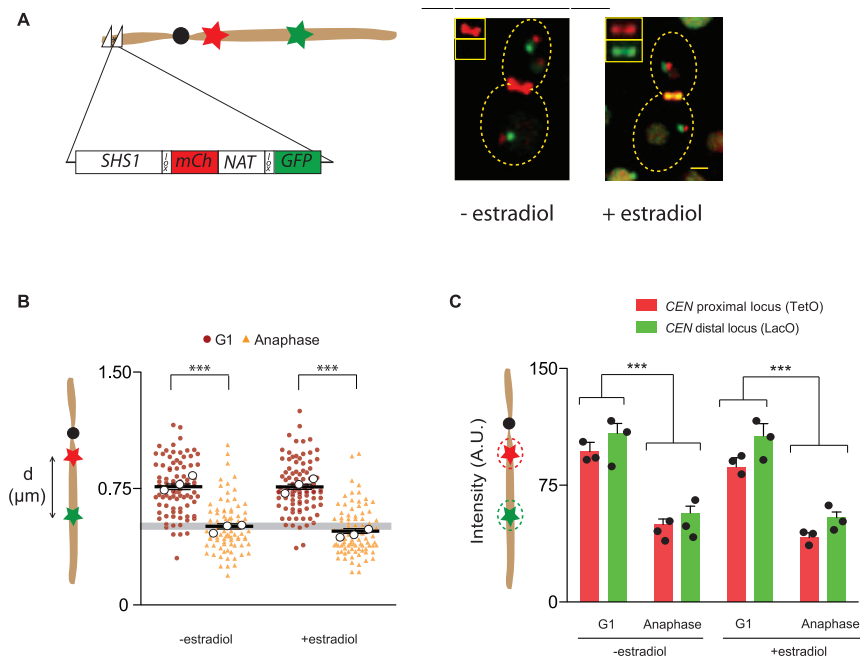 A
SHS1 lox mCh NAT lox GFP
- estradiol + estradiol
B
G1 Anaphase
1.50
0.75
0
*** ***
d
(µm)
-estradiol +estradiol
C
CEN proximal locus (TetO)
CEN distal locus (LacO)
150
75
0
Intensity (A.U.)
*** ***
G1 Anaphase G1 Anaphase
-estradiol +estradiol